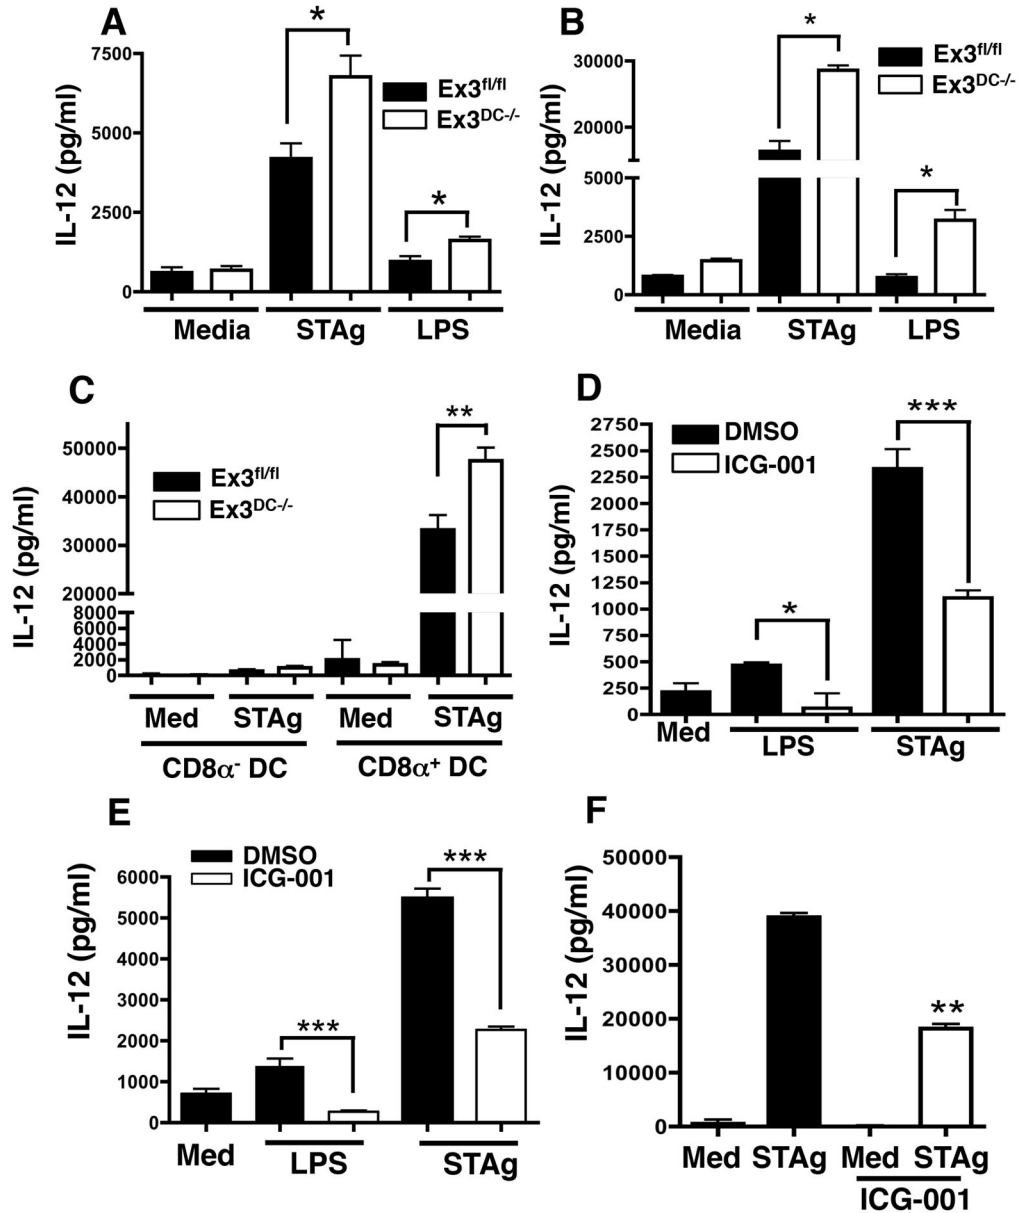 A
IL-12 (pg/ml)
7500
5000
2500
0
*
*
Ex3fl/fl
Ex3DC-/-
Media STAg LPS
B
IL-12 (pg/ml)
30000
20000
5000
2500
0
*
*
Ex3fl/fl
Ex3DC-/-
Media STAg LPS
C
IL-12 (pg/ml)
50000
40000
30000
20000
8000
6000
4000
2000
0
**
Ex3fl/fl
Ex3DC-/-
Med STAg Med STAg
CD8α- DC CD8α+ DC
D
IL-12 (pg/ml)
2750
2500
2250
2000
1750
1500
1250
1000
750
500
250
0
DMSO
ICG-001
***
*
Med LPS STAg
E
IL-12 (pg/ml)
6000
5000
4000
3000
2000
1000
0
DMSO
ICG-001
***
***
Med LPS STAg
F
IL-12 (pg/ml)
50000
40000
30000
20000
10000
0
**
Med STAg Med STAg
ICG-001